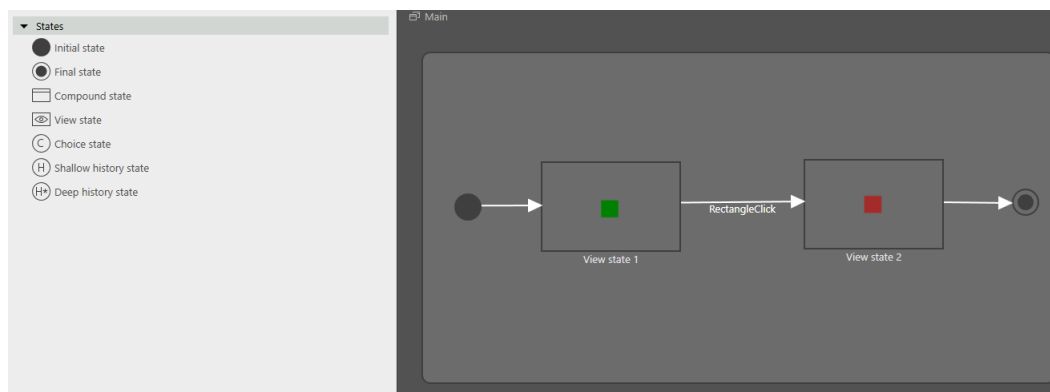 States
Initial state
Final state
Compound state
View state
C Choice state
H Shallow history state
H* Deep history state
Main
RectangleClick
View state 1
View state 2